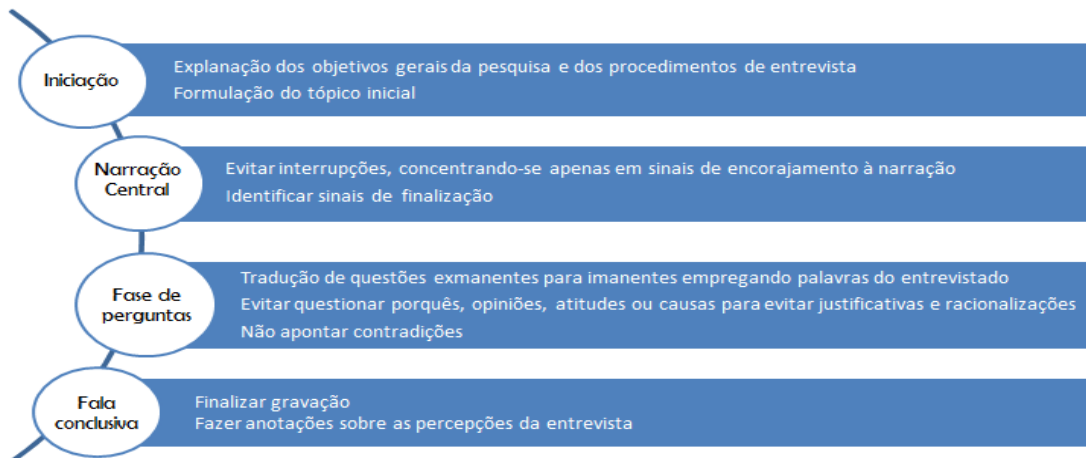 Iniciação
Explanação dos objetivos gerais da pesquisa e dos procedimentos de entrevista
Formulação do tópico inicial
Narração
Central
Evitar interrupções, concentrando-se apenas em sinais de encorajamento à narração
Identificar sinais de finalização
Fase de
perguntas
Tradução de questões exmanentes para imanentes empregando palavras do entrevistado
Evitar questionar porquês, opiniões, atitudes ou causas para evitar justificativas e racionalizações
Não apontar contradições
Fala
conclusiva
Finalizar gravação
Fazer anotações sobre as percepções da entrevista